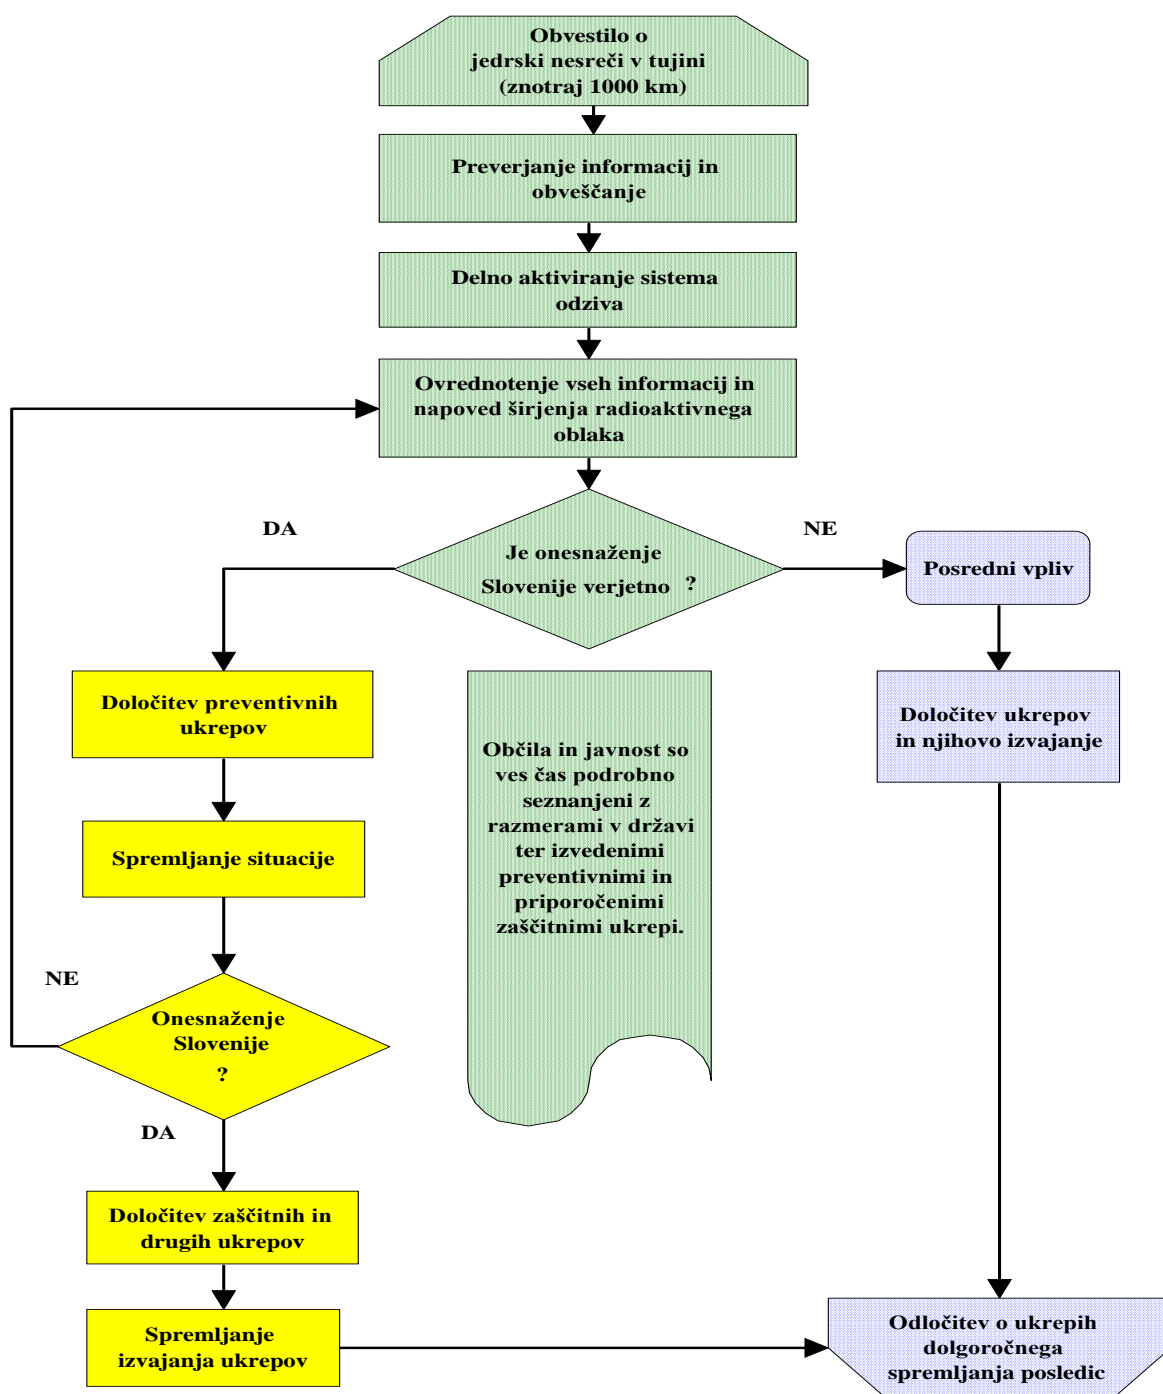 Obvestilo o
jedrski nesreči v tujini
(znotraj 1000 km)
Preverjanje informacij in
obveščanje
Delno aktiviranje sistema
odziva
Ovrednotenje vseh informacij in
napoved širjenja radioaktivnega
oblaka
DA
NE
Je onesnaženje
Slovenije verjetno ?
Posredni vpliv
Določitev preventivnih
ukrepov
Določitev ukrepov
in njihovo izvajanje
Občila in javnost so
ves čas podrobno
seznanjeni z
razmerami v državi
ter izvedenimi
preventivnimi in
priporočenimi
zaščitnimi ukrepi.
Spremljanje situacije
NE
Onesnaženje
Slovenije
?
DA
Določitev zaščitnih in
drugih ukrepov
Spremljanje
izvajanja ukrepov
Odločitev o ukrepih
dolgoročnega
spremljanja posledic